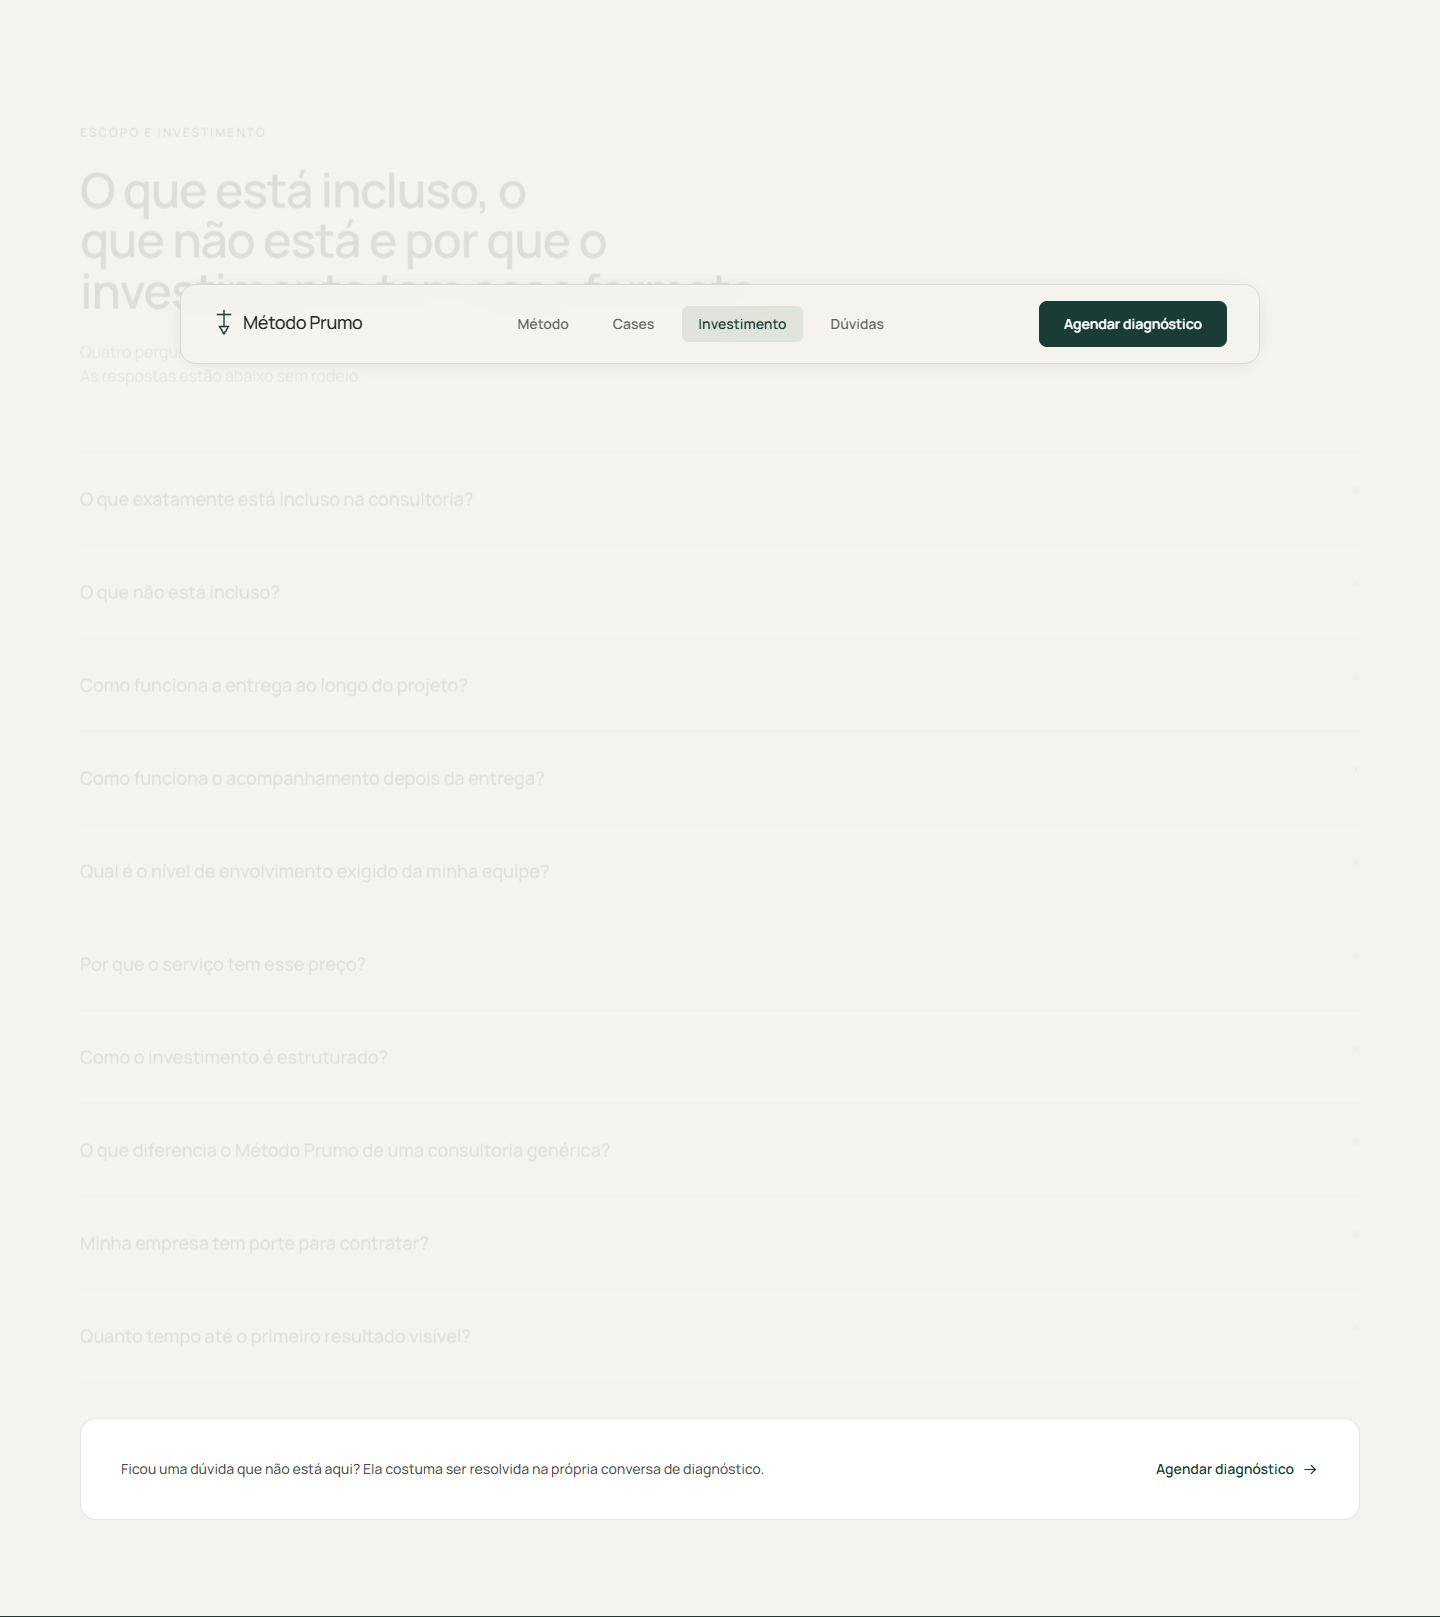 ESCOPO E INVESTIMENTO
O que está incluso, o
que não está e por que o
investimento tem esse formato
Método Prumo
Método
Cases
Investimento
Dúvidas
Agendar diagnóstico
Quatro
As respostas estão abaixo sem rodeio.
O que exatamente está incluso na consultoria?
O que não está incluso?
Como funciona a entrega ao longo do projeto?
Como funciona o acompanhamento depois da entrega?
Qual é o nível de envolvimento exigido da minha equipe?
Por que o serviço tem esse preço?
Como o investimento é estruturado?
O que diferencia o Método Prumo de uma consultoria genérica?
Minha empresa tem porte para contratar?
Quanto tempo até o primeiro resultado visível?
Ficou uma dúvida que não está aqui? Ela costuma ser resolvida na própria conversa de diagnóstico.
Agendar diagnóstico →